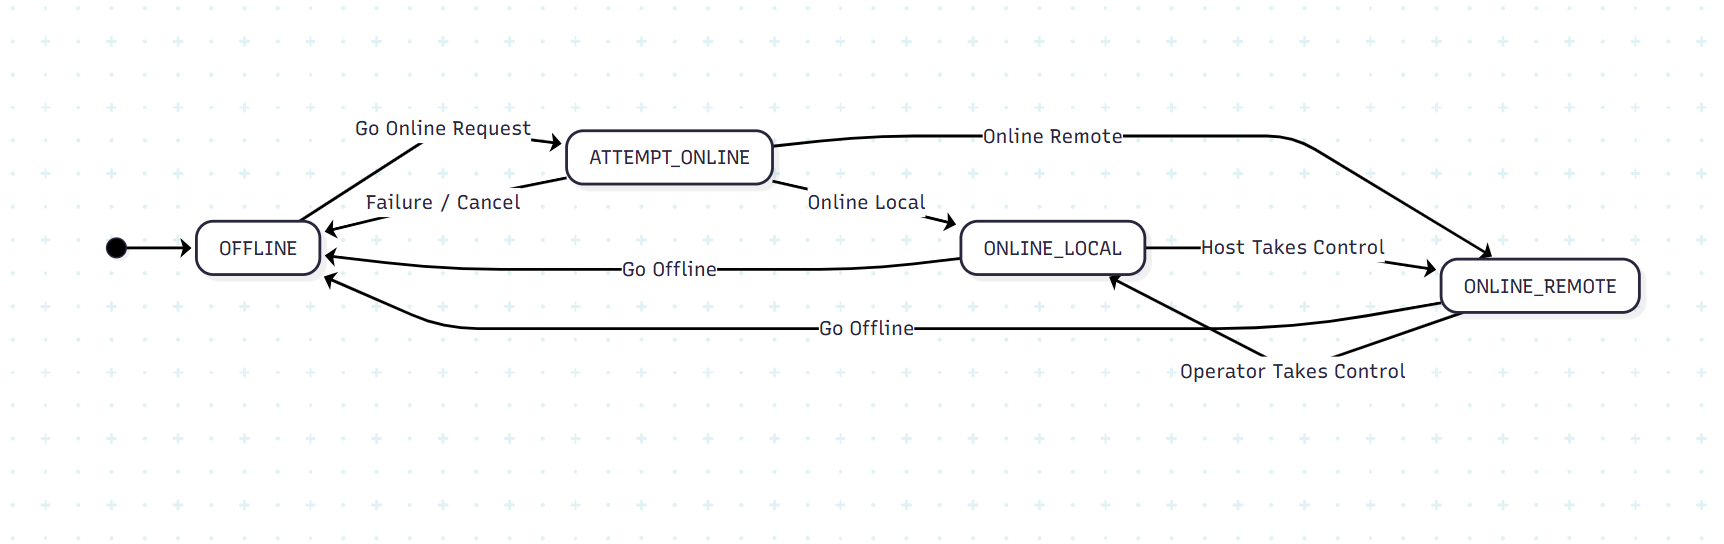 Go Online Request
Online Remote
ATTEMPT_ONLINE
Failure / Cancel
Online Local
OFFLINE
ONLINE_LOCAL
Host Takes Control
Go Offline
ONLINE_REMOTE
Go Offline
Operator Takes Control